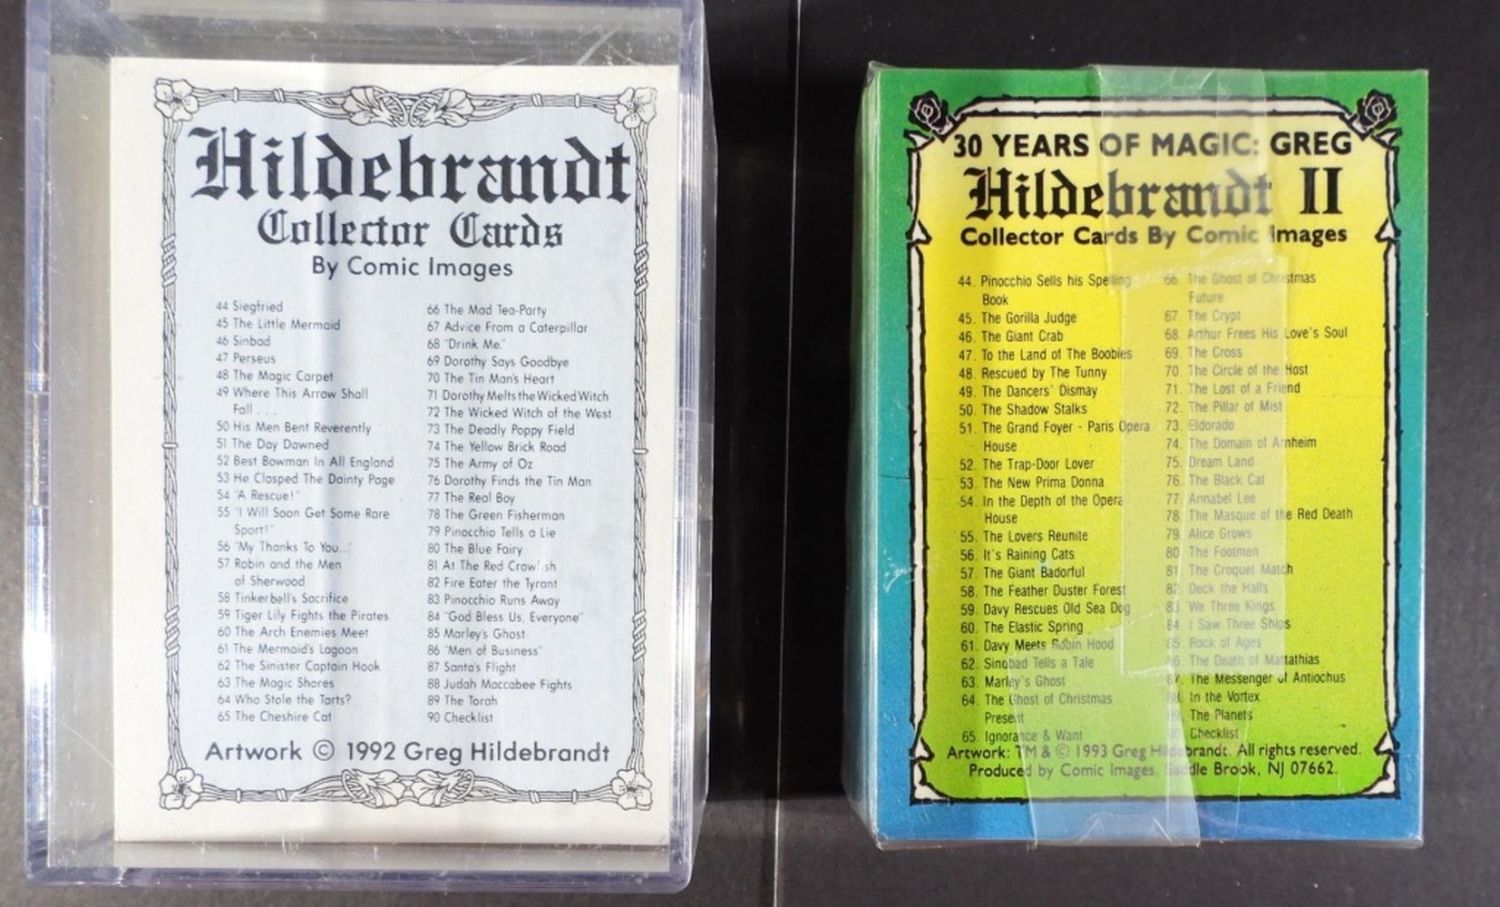 Hildebrandt
Collector Cards
By Comic Images
44 Siegfried
45 The Little Mermaid
46 Sinbad
47 Perseus
48 The Magic Carpet
49 Where This Arrow Shall
Fall . . .
50 His Men Bent Reverently
51 The Day Dawned
52 Best Bowman In All England
53 He Clasped The Dainty Page
54 "A Rescue!"
55 "I Will Soon Get Some Rare
Sport!"
56 "My Thanks To You..."
57 Robin and the Men
of Sherwood
58 Tinkerbell's Sacrifice
59 Tiger Lily Fights the Pirates
60 The Arch Enemies Meet
61 The Mermaid's Lagoon
62 The Sinister Captain Hook
63 The Magic Shores
64 Who Stole the Tarts?
65 The Cheshire Cat
66 The Mad Tea-Party
67 Advice From a Caterpillar
68 "Drink Me."
69 Dorothy Says Goodbye
70 The Tin Man's Heart
71 Dorothy Melts the Wicked Witch
72 The Wicked Witch of the West
73 The Deadly Poppy Field
74 The Yellow Brick Road
75 The Army of Oz
76 Dorothy Finds the Tin Man
77 The Real Boy
78 The Green Fisherman
79 Pinocchio Tells a Lie
80 The Blue Fairy
81 At The Red Crawfish
82 Fire Eater the Tyrant
83 Pinocchio Runs Away
84 "God Bless Us, Everyone"
85 Marley's Ghost
86 "Men of Business"
87 Santa's Flight
88 Judah Maccabee Fights
89 The Torah
90 Checklist
Artwork © 1992 Greg Hildebrandt
30 YEARS OF MAGIC: GREG
Hildebrandt II
Collector Cards By Comic Images
44. Pinocchio Sells his Spelling
Book
45. The Gorilla Judge
46. The Giant Crab
47. To the Land of The Boobies
48. Rescued by The Tunny
49. The Dancers' Dismay
50. The Shadow Stalks
51. The Grand Foyer - Paris Opera
House
52. The Trap-Door Lover
53. The New Prima Donna
54. In the Depth of the Opera
House
55. The Lovers Reunite
56. It's Raining Cats
57. The Giant Badorful
58. The Feather Duster Forest
59. Davy Rescues Old Sea Dog
60. The Elastic Spring
61. Davy Meets Robin Hood
62. Sinobad Tells a Tale
63. Marley's Ghost
64. The Ghost of Christmas
Present
65. Ignorance & Want
66. The Ghost of Christmas
Future
67. The Crypt
68. Arthur Frees His Love's Soul
69. The Cross
70. The Circle of the Host
71. The Lost of a Friend
72. The Pillar of Mist
73. Eldorado
74. The Domain of Arnheim
75. Dream Land
76. The Black Cat
77. Annabel Lee
78. The Masque of the Red Death
79. Alice Grows
80. The Footman
81. The Croquet Match
82. Deck the Halls
83. We Three Kings
84. I Saw Three Ships
85. Rock of Ages
86. The Death of Mattathias
87. The Messenger of Antiochus
88. In the Vortex
89. The Planets
90. Checklist
Artwork: TM & © 1993 Greg Hildebrandt. All rights reserved.
Produced by Comic Images, Saddle Brook, NJ 07662.